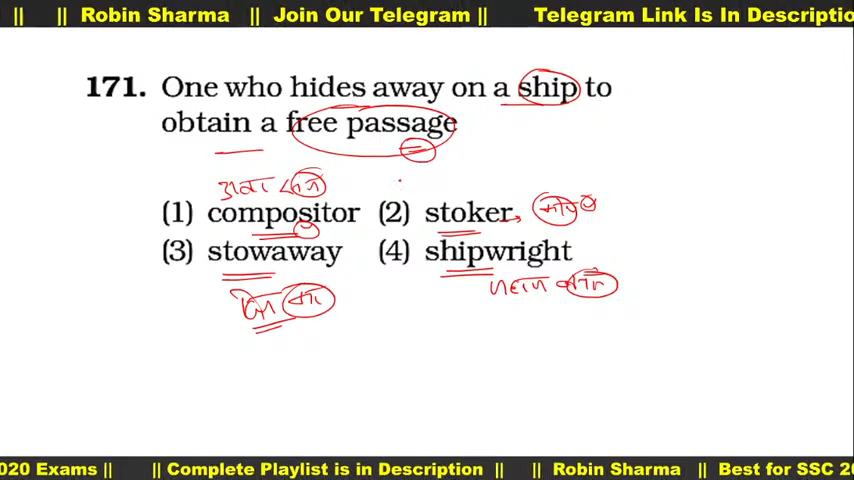 || || Robin Sharma || Join Our Telegram || Telegram Link Is In Descriptio
171. One who hides away on a ship to
obtain a free passage
(1) compositor (2) stoker
(3) stowaway (4) shipwright
020 Exams || || Complete Playlist is in Description || || Robin Sharma || Best for SSC 20